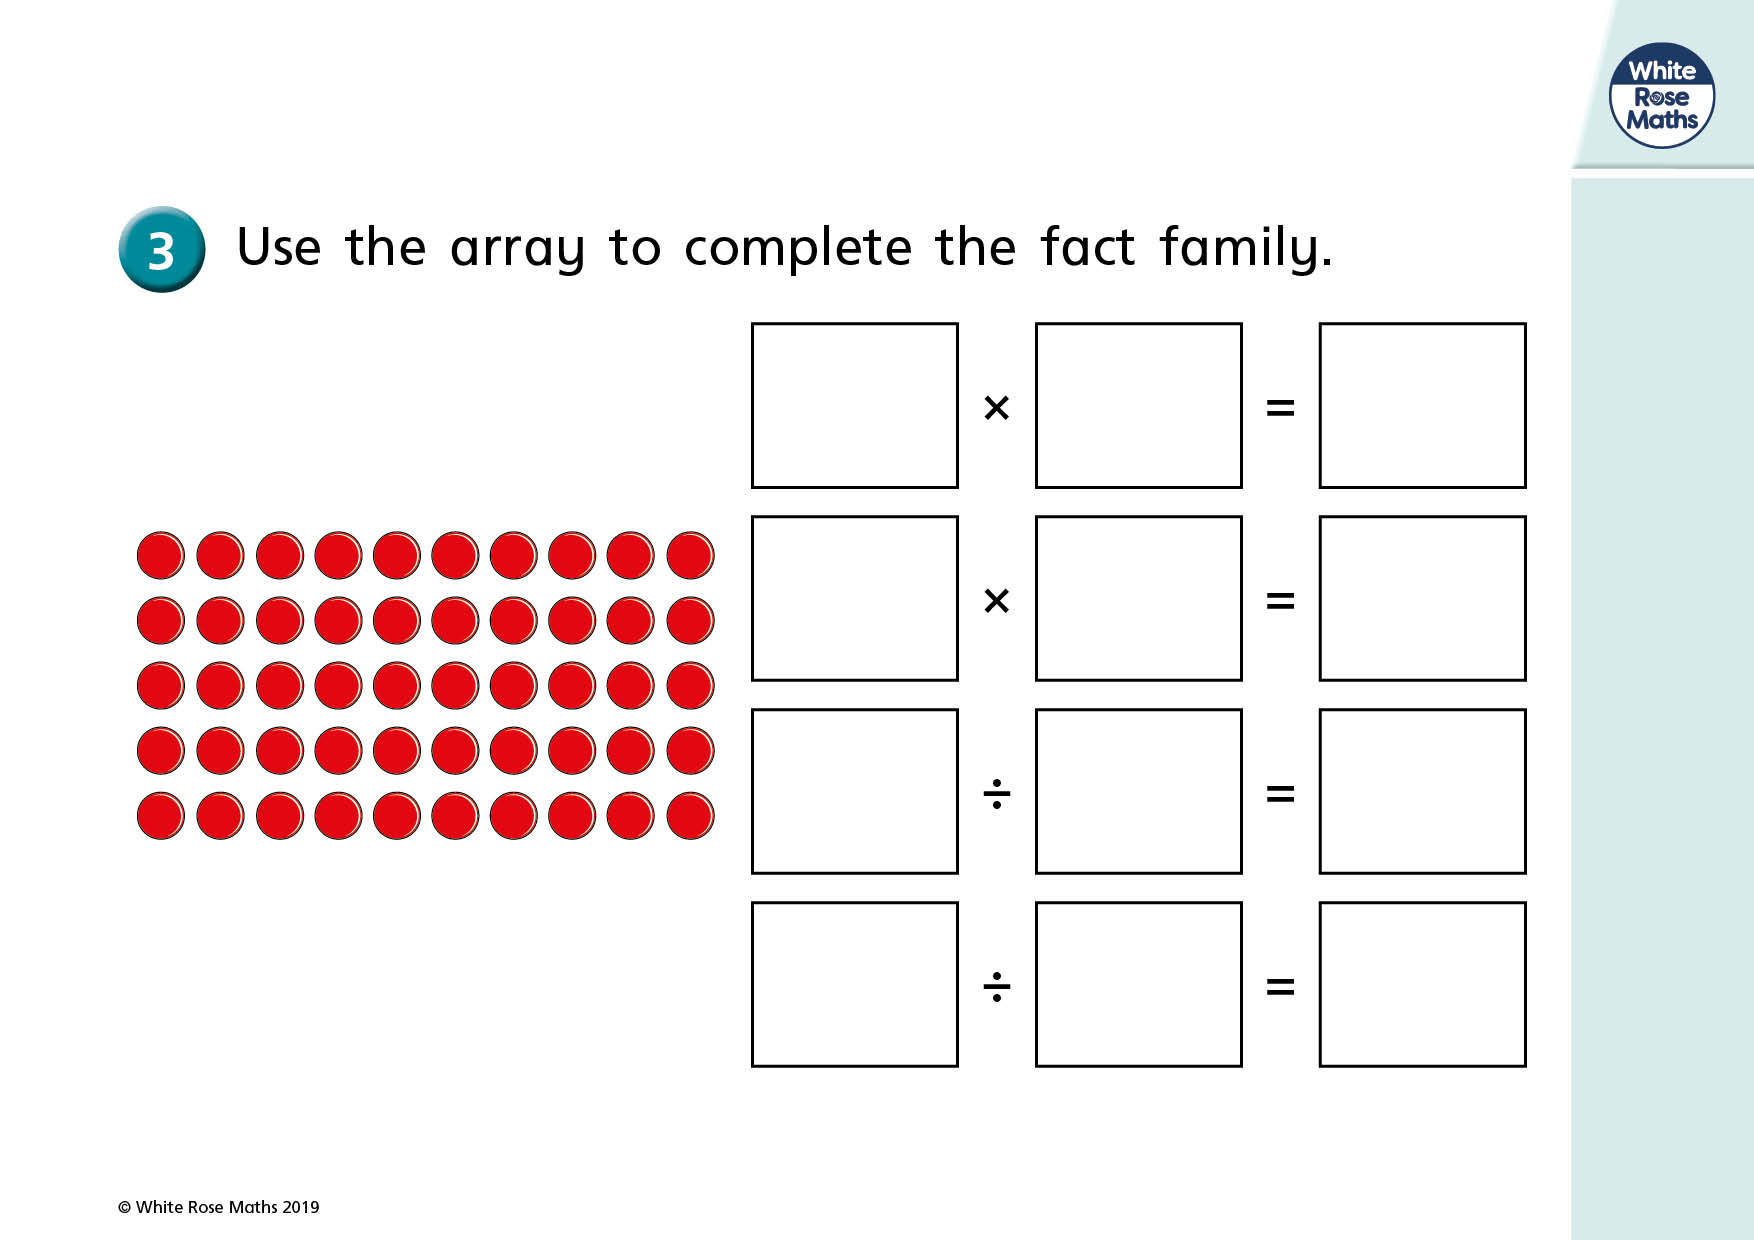 White
Rose
Maths
3 Use the array to complete the fact family.
× =
× =
÷ =
÷ =
© White Rose Maths 2019